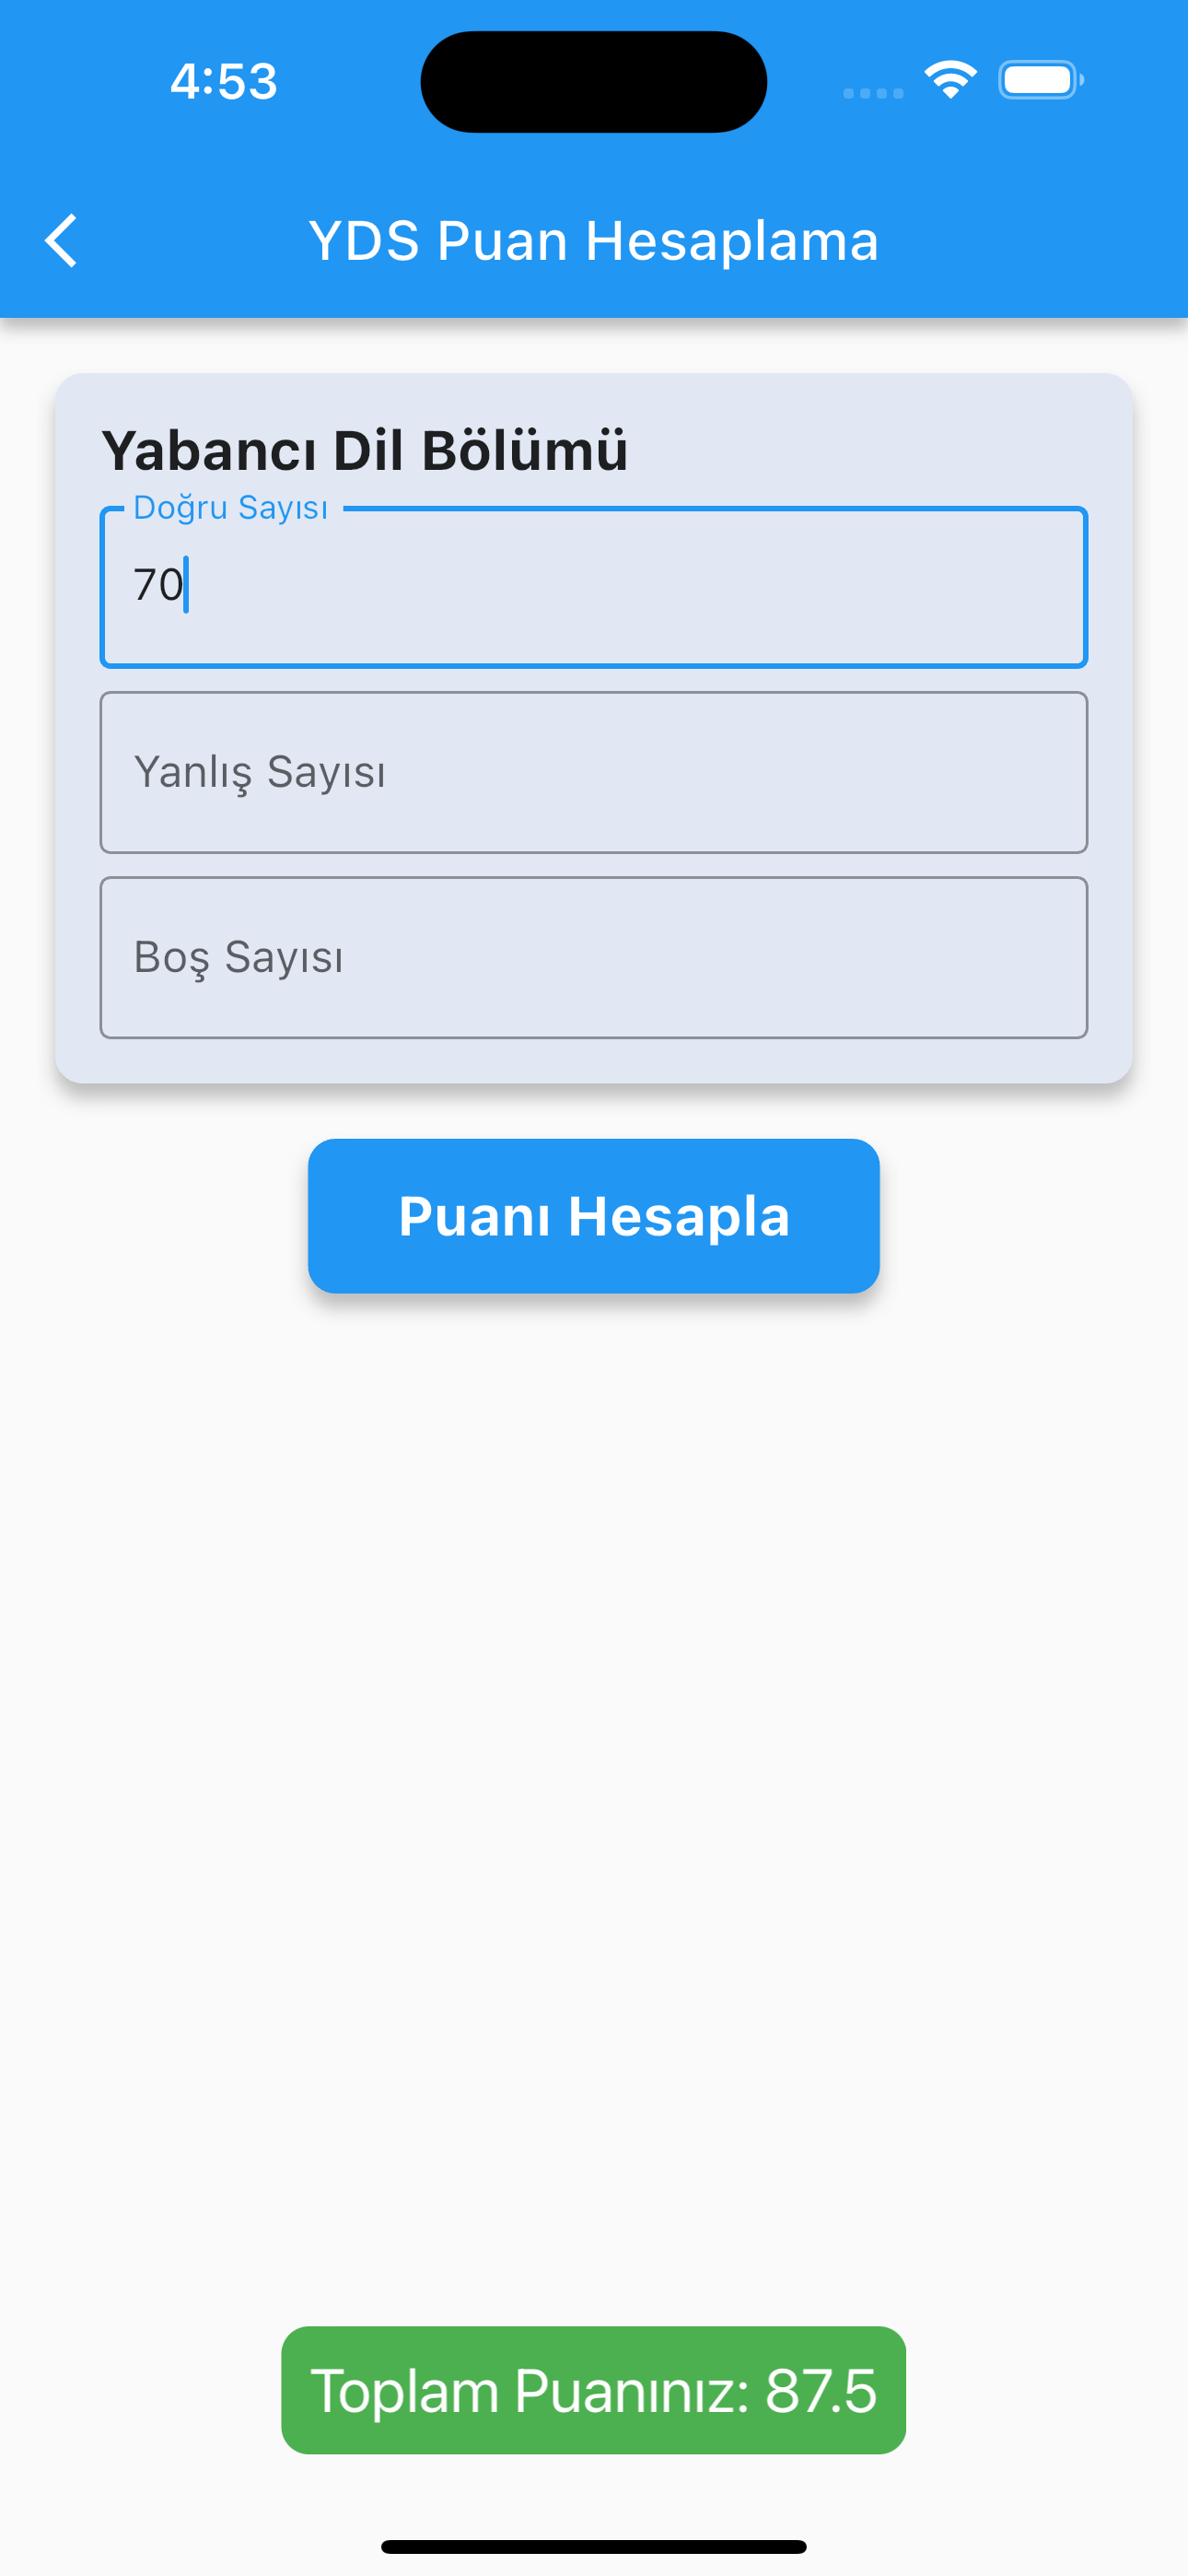 4:53
YDS Puan Hesaplama
Yabancı Dil Bölümü
Doğru Sayısı
70
Yanlış Sayısı
Boş Sayısı
Puanı Hesapla
Toplam Puanınız: 87.5